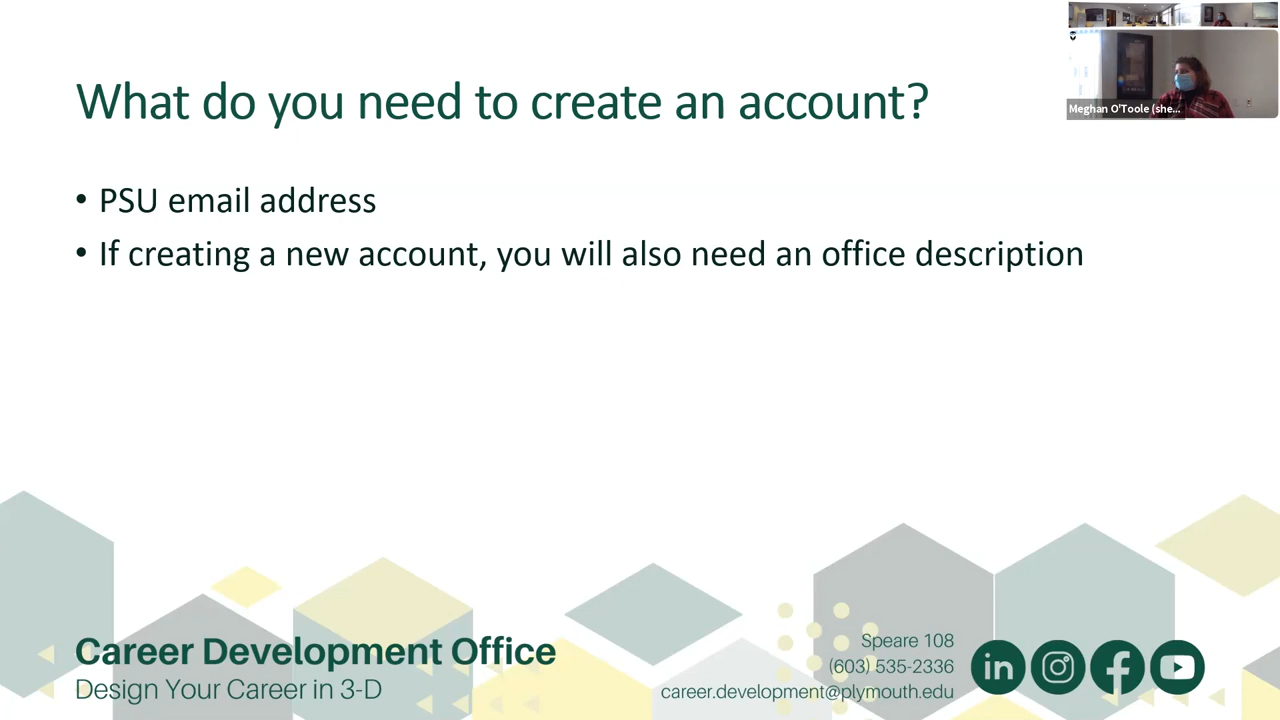 What do you need to create an account?
Meghan O'Toole (she...
• PSU email address
• If creating a new account, you will also need an office description
Career Development Office
Design Your Career in 3-D
Speare 108
(603) 535-2336
career.development@plymouth.edu
in